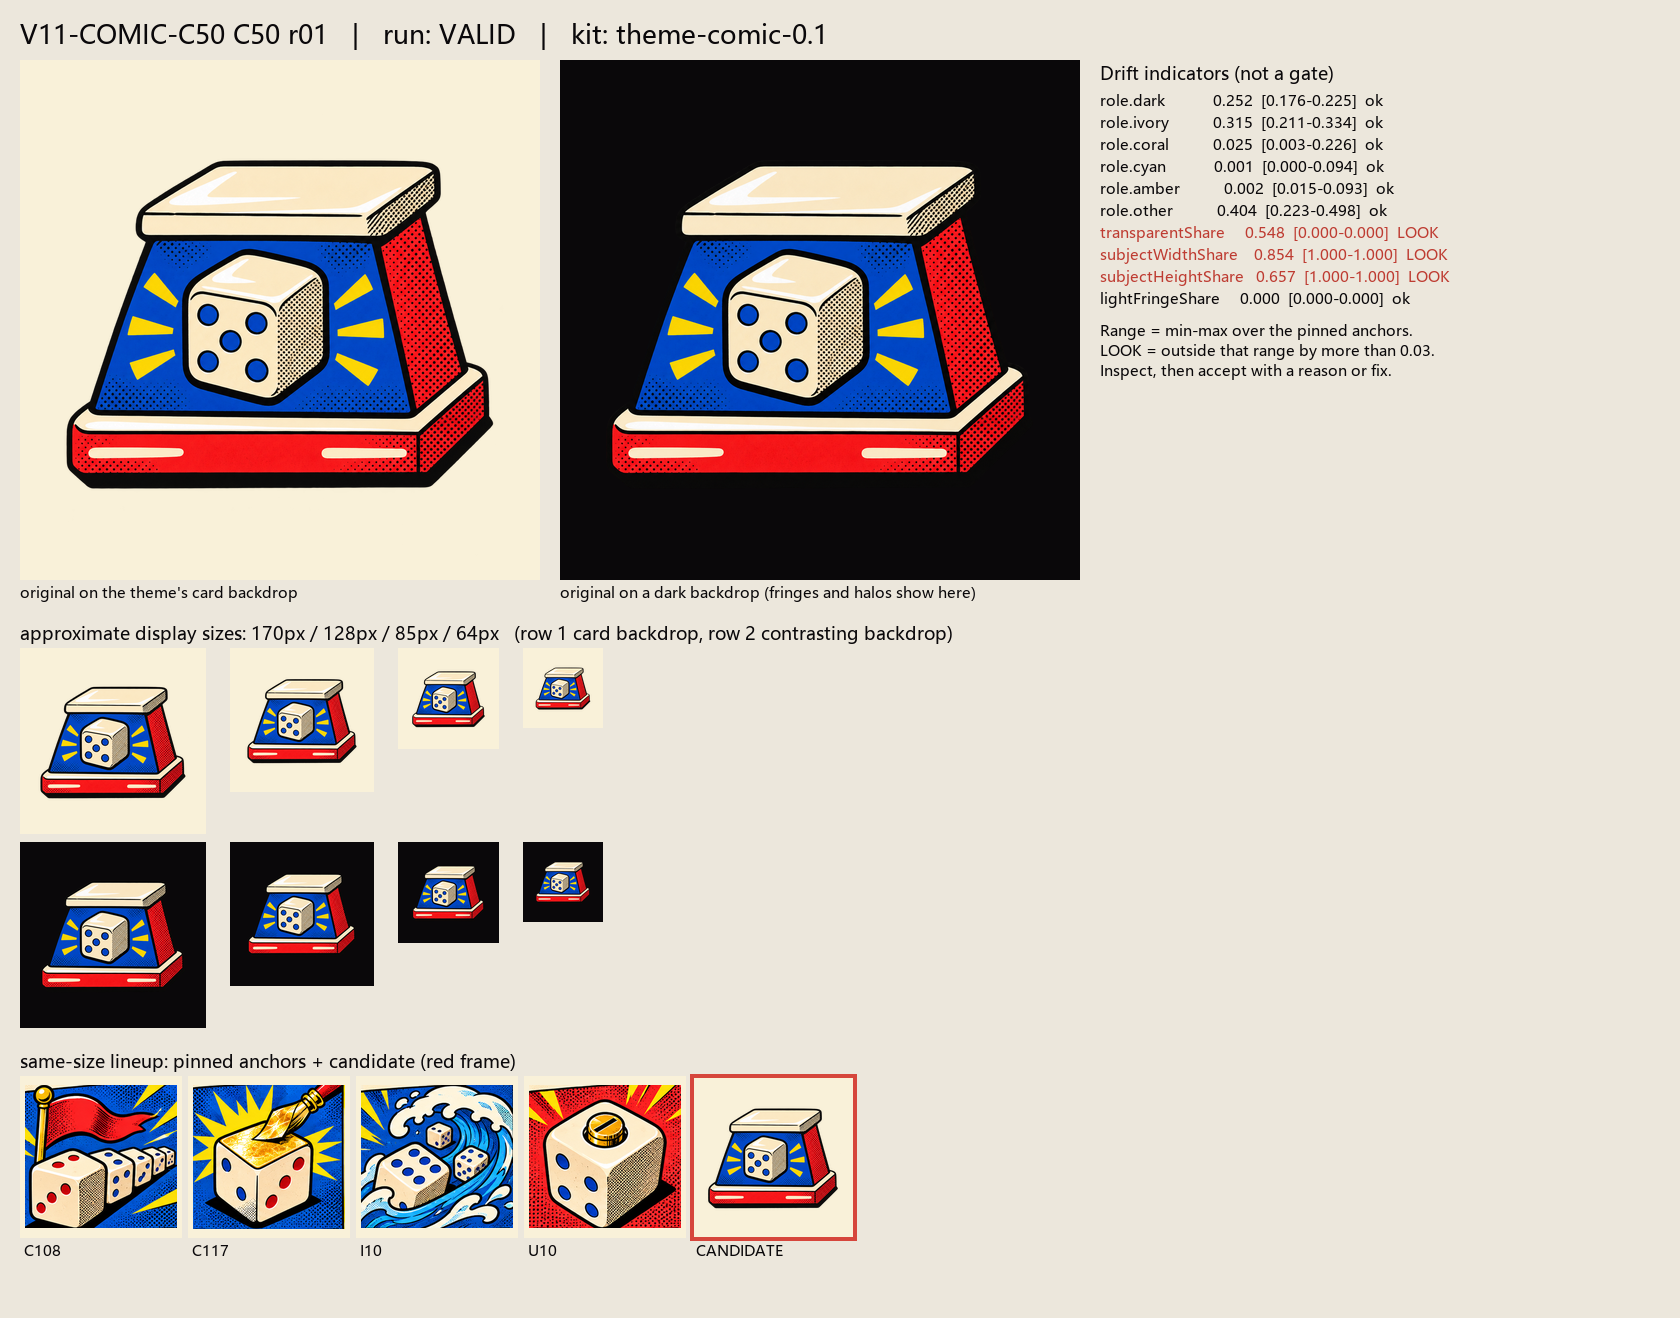 V11-COMIC-C50 C50 r01 | run: VALID | kit: theme-comic-0.1
Drift indicators (not a gate)
role.dark 0.252 [0.176-0.225] ok
role.ivory 0.315 [0.211-0.334] ok
role.coral 0.025 [0.003-0.226] ok
role.cyan 0.001 [0.000-0.094] ok
role.amber 0.002 [0.015-0.093] ok
role.other 0.404 [0.223-0.498] ok
transparentShare 0.548 [0.000-0.000] LOOK
subjectWidthShare 0.854 [1.000-1.000] LOOK
subjectHeightShare 0.657 [1.000-1.000] LOOK
lightFringeShare 0.000 [0.000-0.000] ok
Range = min-max over the pinned anchors.
LOOK = outside that range by more than 0.03.
Inspect, then accept with a reason or fix.
original on the theme's card backdrop
original on a dark backdrop (fringes and halos show here)
approximate display sizes: 170px / 128px / 85px / 64px (row 1 card backdrop, row 2 contrasting backdrop)
same-size lineup: pinned anchors + candidate (red frame)
C108
C117
I10
U10
CANDIDATE